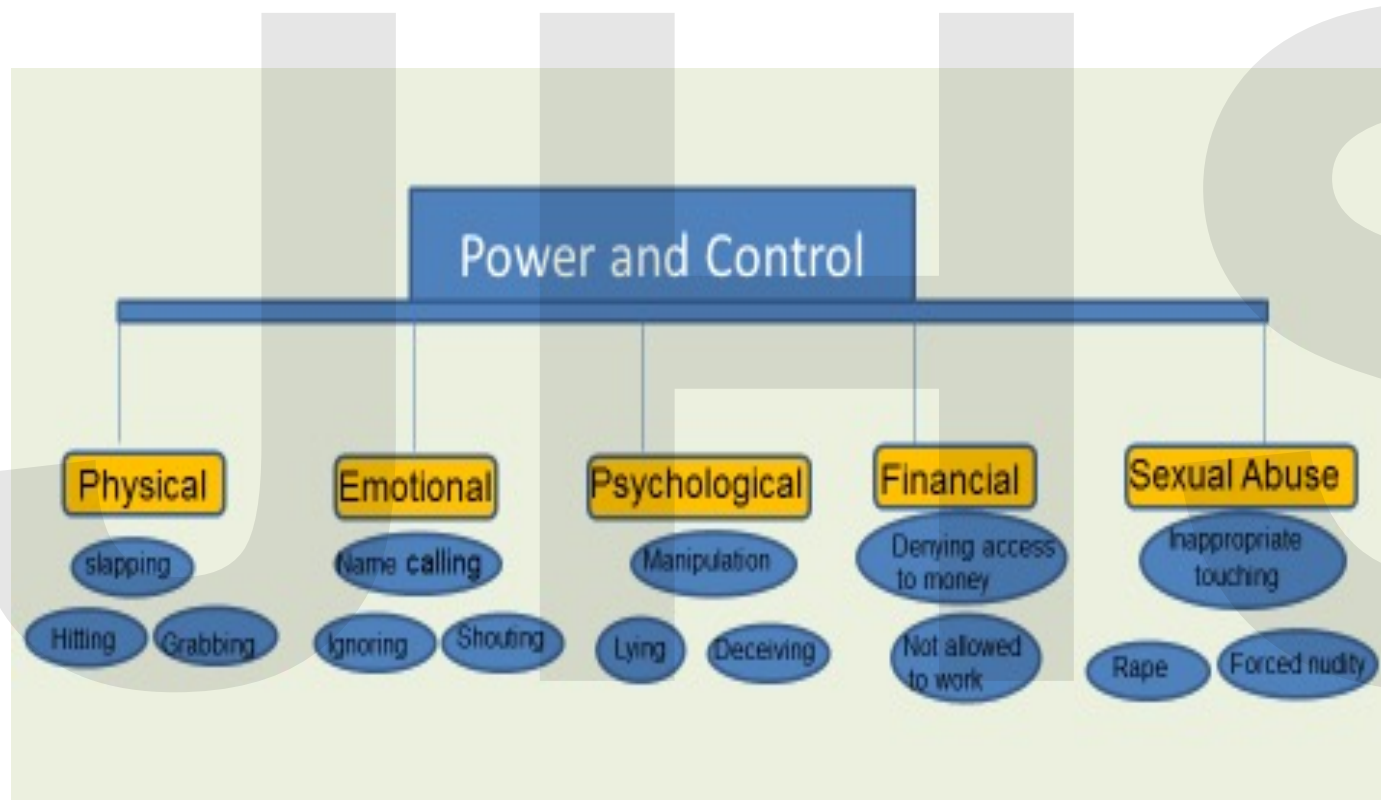 JHS
Power and Control
Physical
Emotional
Psychological
Financial
Sexual Abuse
slapping
Hitting
Grabbing
Name calling
Ignoring
Shouting
Manipulation
Lying
Deceiving
Denying access
to money
Not allowed
to work
Inappropriate
touching
Rape
Forced nudity